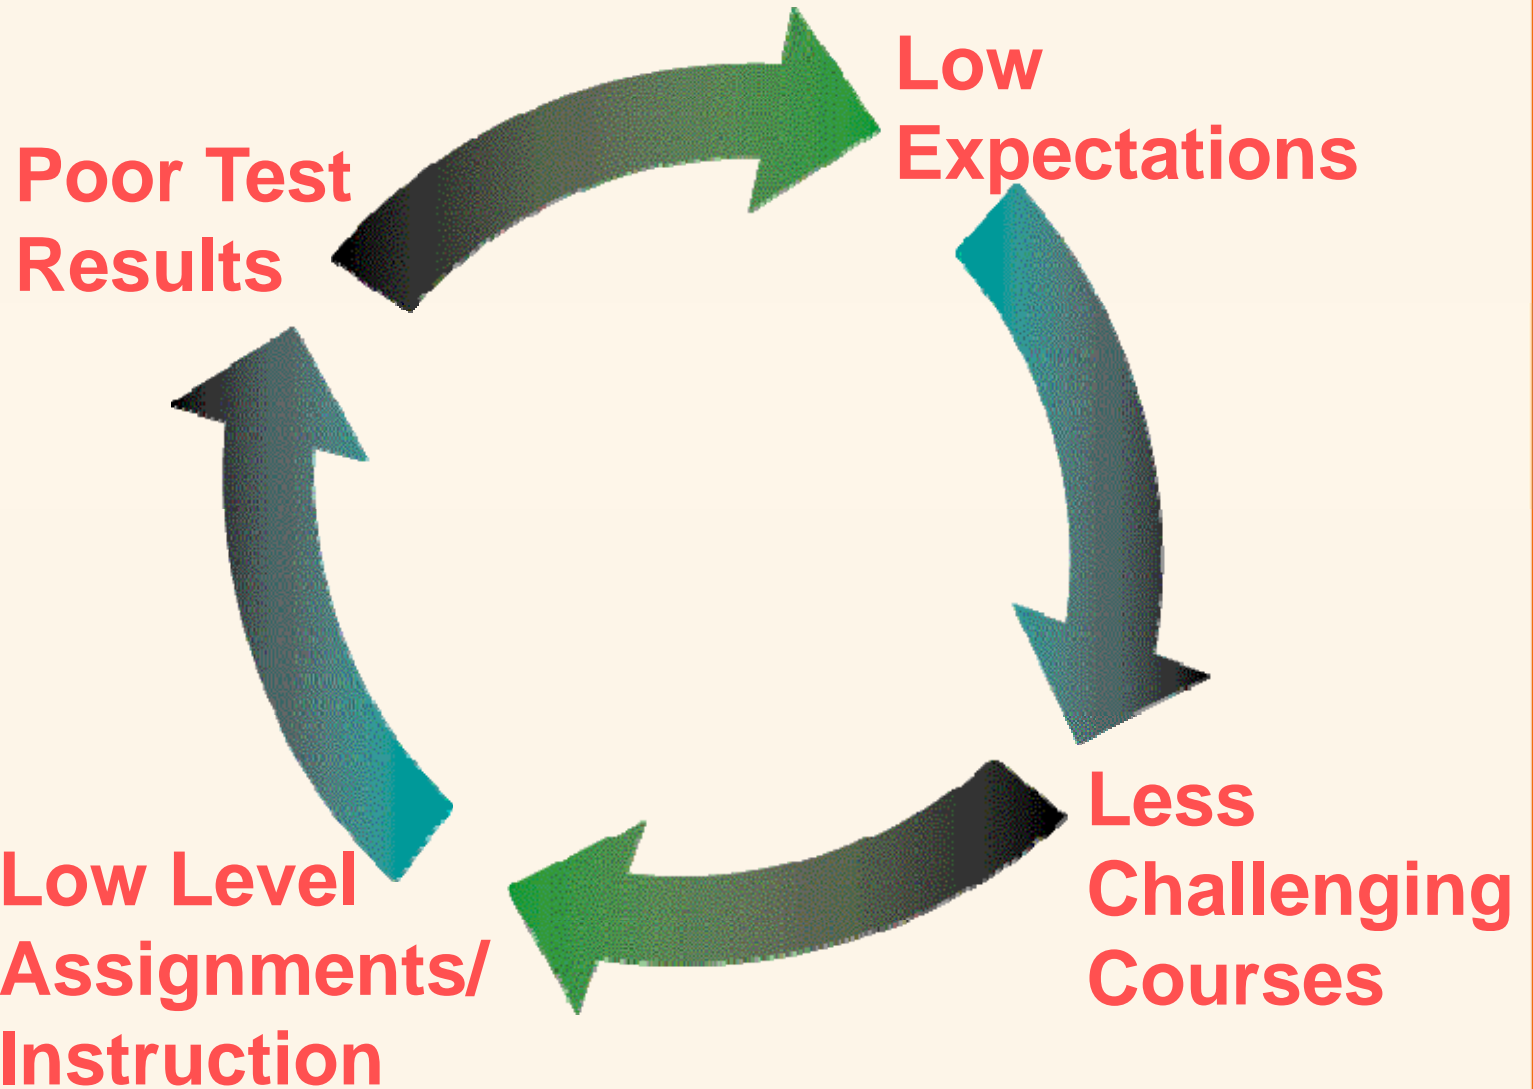 Low
Expectations
Poor Test
Results
Less
Challenging
Courses
Low Level
Assignments/
Instruction